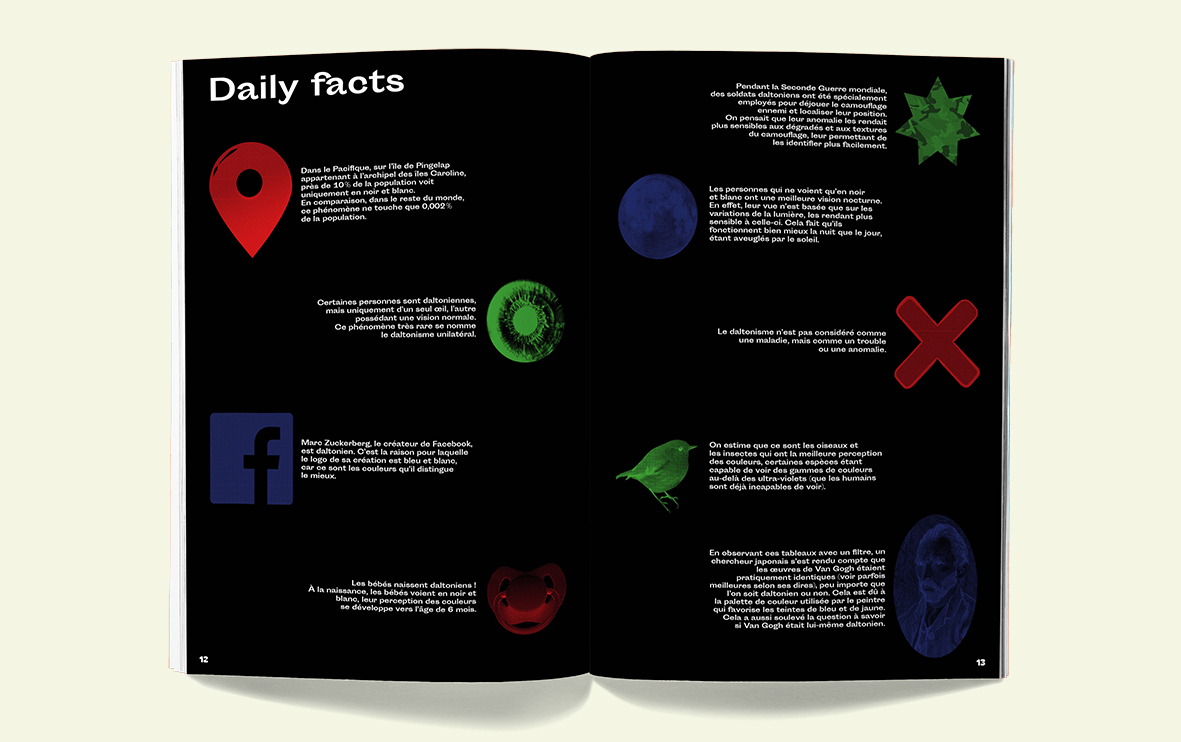 Daily facts
Dans le Pacifique, sur l'île de Pingelap
appartenant à l'archipel des îles Caroline,
près de 10% de la population voit
uniquement en noir et blanc.
En comparaison, dans le reste du monde,
ce phénomène ne touche que 0,002%
de la population.
Certaines personnes sont daltoniennes,
mais uniquement d'un seul œil, l'autre
possédant une vision normale.
Ce phénomène très rare se nomme
le daltonisme unilatéral.
f
Marc Zuckerberg, le créateur de Facebook,
est daltonien. C'est la raison pour laquelle
le logo de sa création est bleu et blanc,
car ce sont les couleurs qu'il distingue
le mieux.
Les bébés naissent daltoniens !
À la naissance, les bébés voient en noir et
blanc, leur perception des couleurs
se développe vers l'âge de 6 mois.
12
Pendant la Seconde Guerre mondiale,
des soldats daltoniens ont été spécialement
employés pour déjouer le camouflage
ennemi et localiser leur position.
On pensait que leur anomalie les rendait
plus sensibles aux dégradés et aux textures
du camouflage, leur permettant de
les identifier plus facilement.
Les personnes qui ne voient qu'en noir
et blanc ont une meilleure vision nocturne.
En effet, leur vue n'est basée que sur les
variations de la lumière, les rendant plus
sensible à celle-ci. Cela fait qu'ils
fonctionnent bien mieux la nuit que le jour,
étant aveuglés par le soleil.
Le daltonisme n'est pas considéré comme
une maladie, mais comme un trouble
ou une anomalie.
On estime que ce sont les oiseaux et
les insectes qui ont la meilleure perception
des couleurs, certaines espèces étant
capable de voir des gammes de couleurs
au-delà des ultra-violets (que les humains
sont déjà incapables de voir).
En observant ces tableaux avec un filtre, un
chercheur japonais s'est rendu compte que
les œuvres de Van Gogh étaient
pratiquement identiques (voir parfois
meilleures selon ses dires), peu importe que
l'on soit daltonien ou non. Cela est dû à
la palette de couleur utilisée par le peintre
qui favorise les teintes de bleu et de jaune.
Cela a aussi soulevé la question à savoir
si Van Gogh était lui-même daltonien.
13